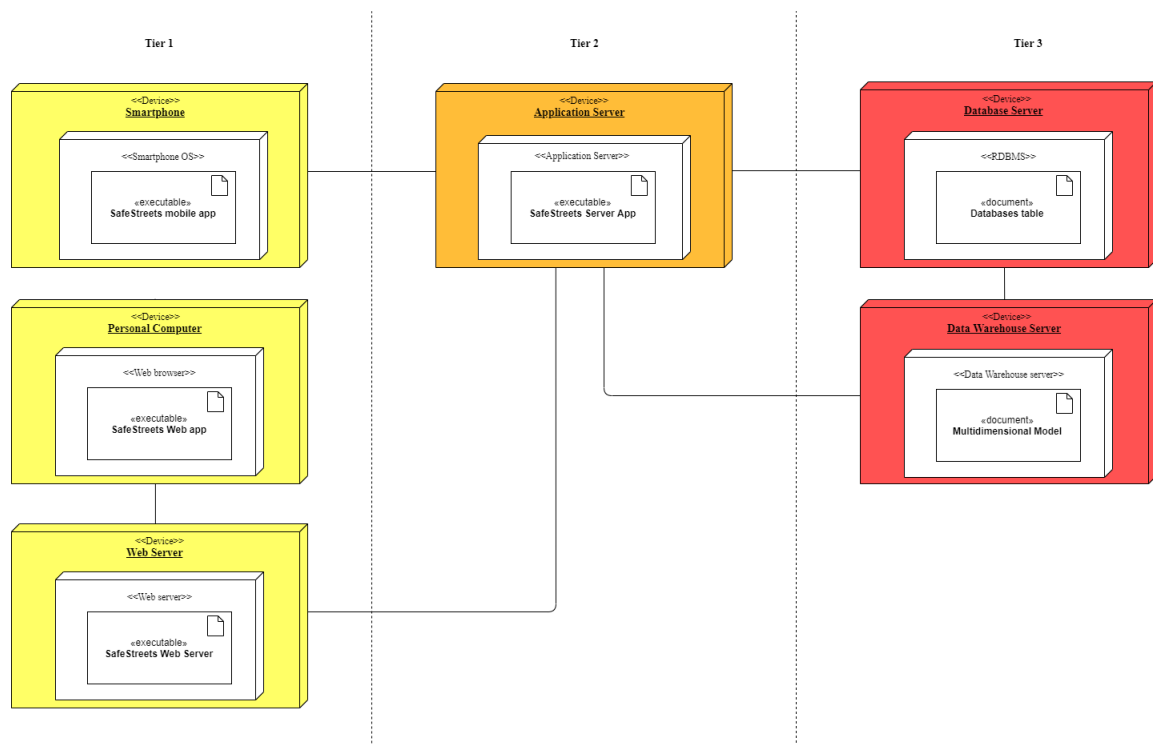 Tier 1
Tier 2
Tier 3
<<Device>>
Smartphone
<<Smartphone OS>>
«executable»
SafeStreets mobile app
<<Device>>
Application Server
<<Application Server>>
«executable»
SafeStreets Server App
<<Device>>
Database Server
<<RDBMS>>
«document»
Databases table
<<Device>>
Personal Computer
<<Web browser>>
«executable»
SafeStreets Web app
<<Device>>
Data Warehouse Server
<<Data Warehouse server>>
«document»
Multidimensional Model
<<Device>>
Web Server
<<Web server>>
«executable»
SafeStreets Web Server